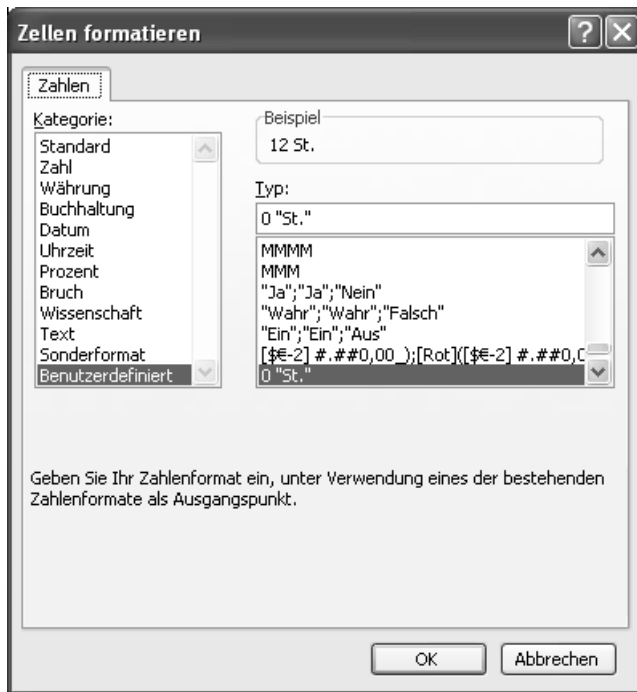 Zellen formatieren
Zahlen
Kategorie:
Standard
Zahl
Währung
Buchhaltung
Datum
Uhrzeit
Prozent
Bruch
Wissenschaft
Text
Sonderformat
Benutzerdefiniert
Beispiel
12 St.
Typ:
0 "St."
MMMM
MMM
"Ja";"Ja";"Nein"
"Wahr";"Wahr";"Falsch"
"Ein";"Ein";"Aus"
[$€-2] #.##0,00_);[Rot]([$€-2] #.##0,0
0 "St."
Geben Sie Ihr Zahlenformat ein, unter Verwendung eines der bestehenden
Zahlenformate als Ausgangspunkt.
OK
Abbrechen